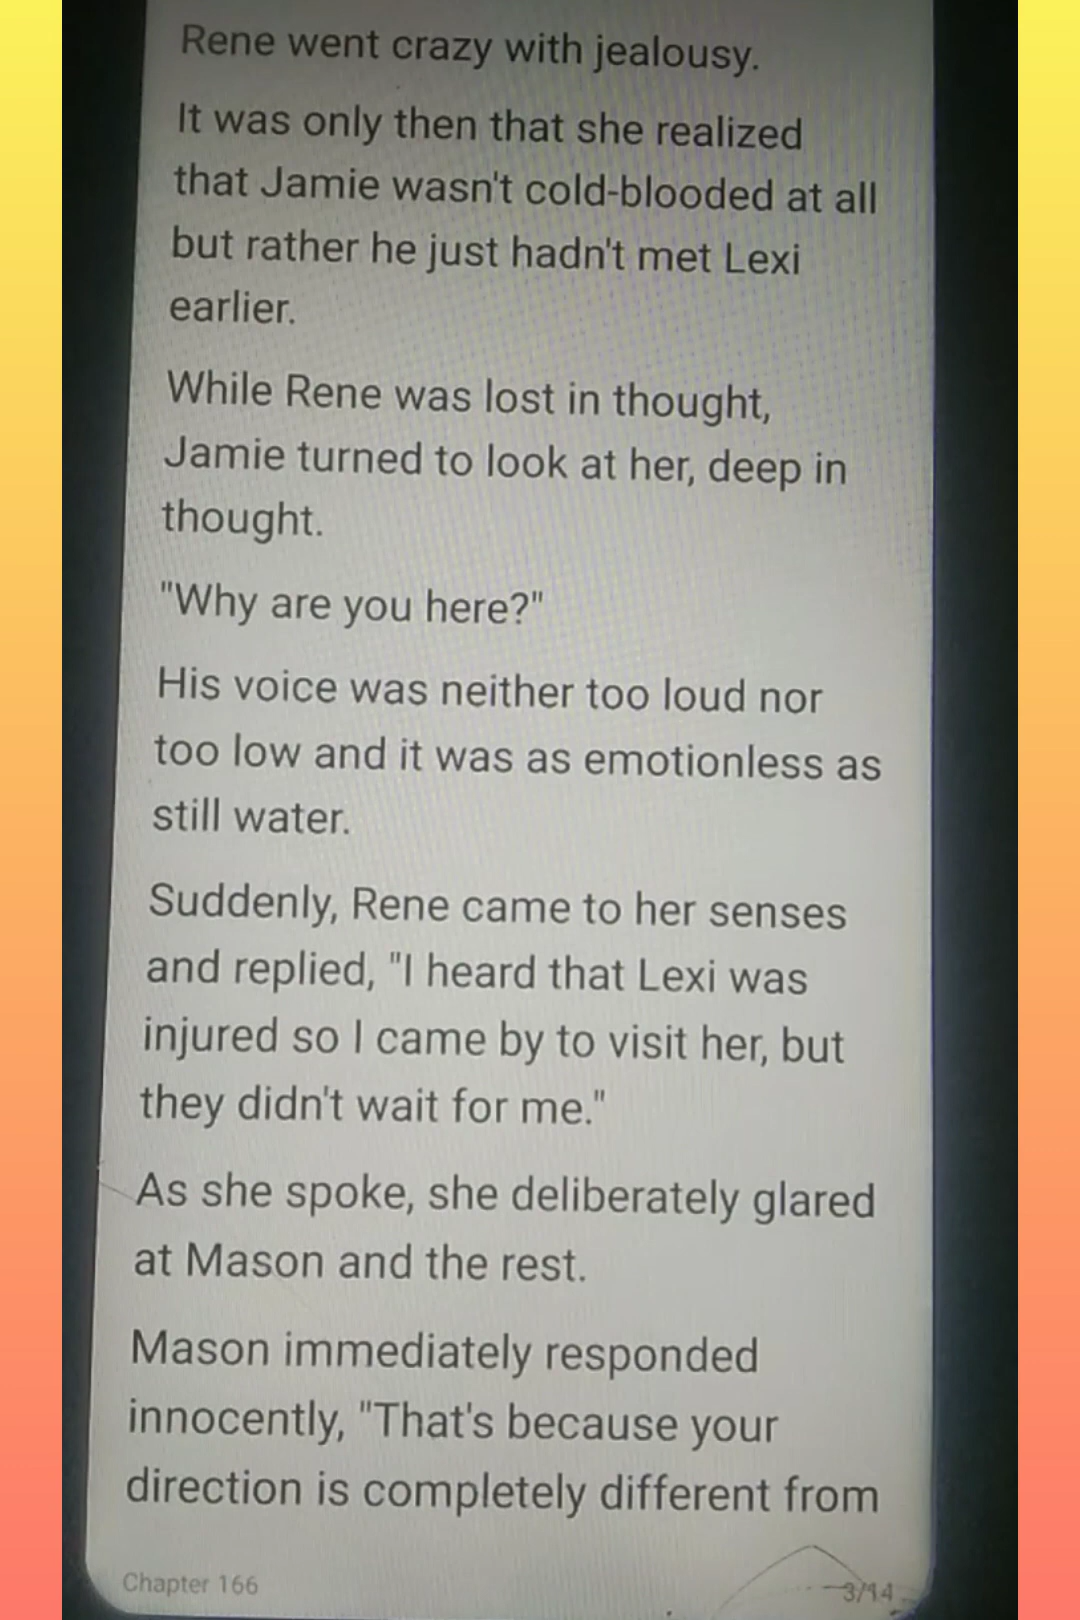 Rene went crazy with jealousy.
It was only then that she realized
that Jamie wasn't cold-blooded at all
but rather he just hadn't met Lexi
earlier.
While Rene was lost in thought,
Jamie turned to look at her, deep in
thought.
"Why are you here?"
His voice was neither too loud nor
too low and it was as emotionless as
still water.
Suddenly, Rene came to her senses
and replied, "I heard that Lexi was
injured so I came by to visit her, but
they didn't wait for me."
As she spoke, she deliberately glared
at Mason and the rest.
Mason immediately responded
innocently, "That's because your
direction is completely different from
Chapter 166
3/14